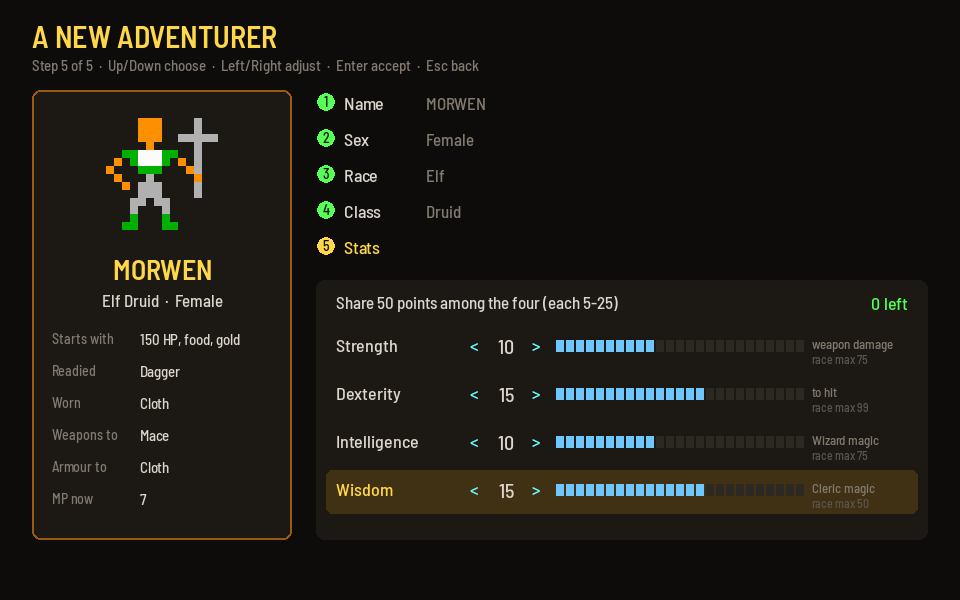 A NEW ADVENTURER
Step 5 of 5 · Up/Down choose · Left/Right adjust · Enter accept · Esc back
MORWEN
Elf Druid · Female
Starts with 150 HP, food, gold
Readied Dagger
Worn Cloth
Weapons to Mace
Armour to Cloth
MP now 7
1 Name MORWEN
2 Sex Female
3 Race Elf
4 Class Druid
5 Stats
Share 50 points among the four (each 5-25) 0 left
Strength < 10 > weapon damage
race max 75
Dexterity < 15 > to hit
race max 99
Intelligence < 10 > Wizard magic
race max 75
Wisdom < 15 > Cleric magic
race max 50